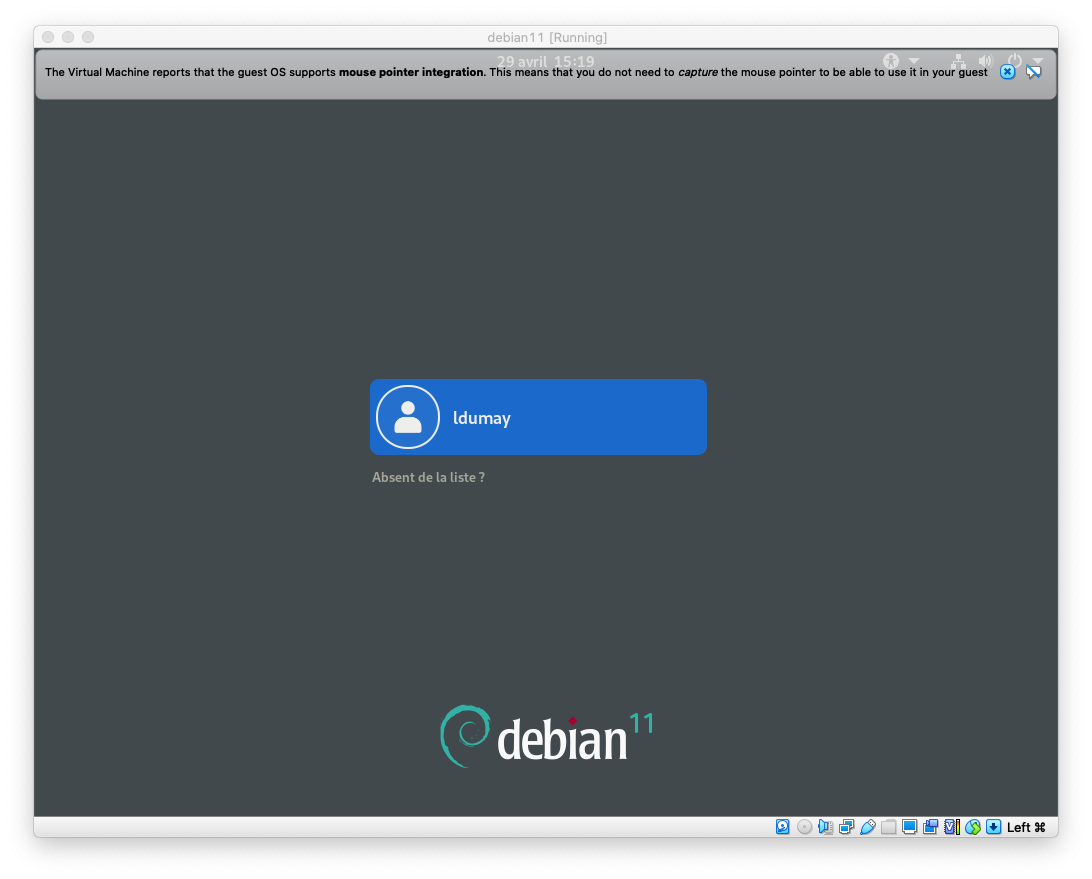 debian11 [Running]
29 avril 15:19
The Virtual Machine reports that the guest OS supports mouse pointer integration. This means that you do not need to capture the mouse pointer to be able to use it in your guest
ldumay
Absent de la liste ?
debian 11
Left ⌘